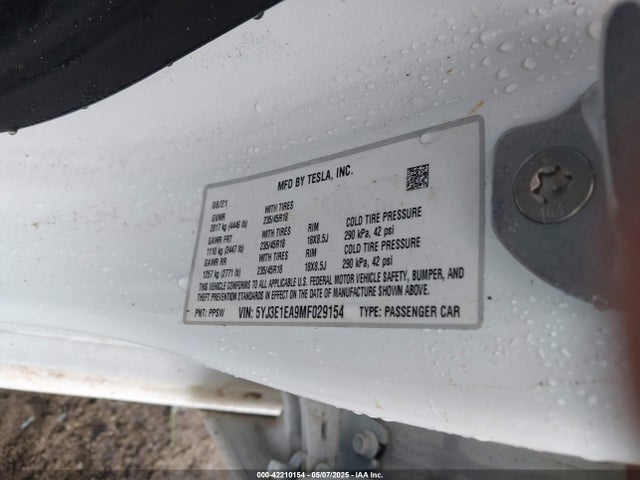 MFD BY TESLA, INC.
08/21
GVWR WITH TIRES
2017 kg (4446 lb) 235/45R18
GAWR FRT WITH TIRES RIM COLD TIRE PRESSURE
1110 kg (2447 lb) 235/45R18 18X8.5J 290 kPa, 42 psi
GAWR RR WITH TIRES RIM COLD TIRE PRESSURE
1257 kg (2771 lb) 235/45R18 18X8.5J 290 kPa, 42 psi
THIS VEHICLE CONFORMS TO ALL APPLICABLE U.S. FEDERAL MOTOR VEHICLE SAFETY, BUMPER, AND
THEFT PREVENTION STANDARDS IN EFFECT ON THE DATE OF MANUFACTURE SHOWN ABOVE.
PNT: PPSW VIN: 5YJ3E1EA9MF029154 TYPE: PASSENGER CAR
000-42210154 - 05/07/2025 - IAAI.com